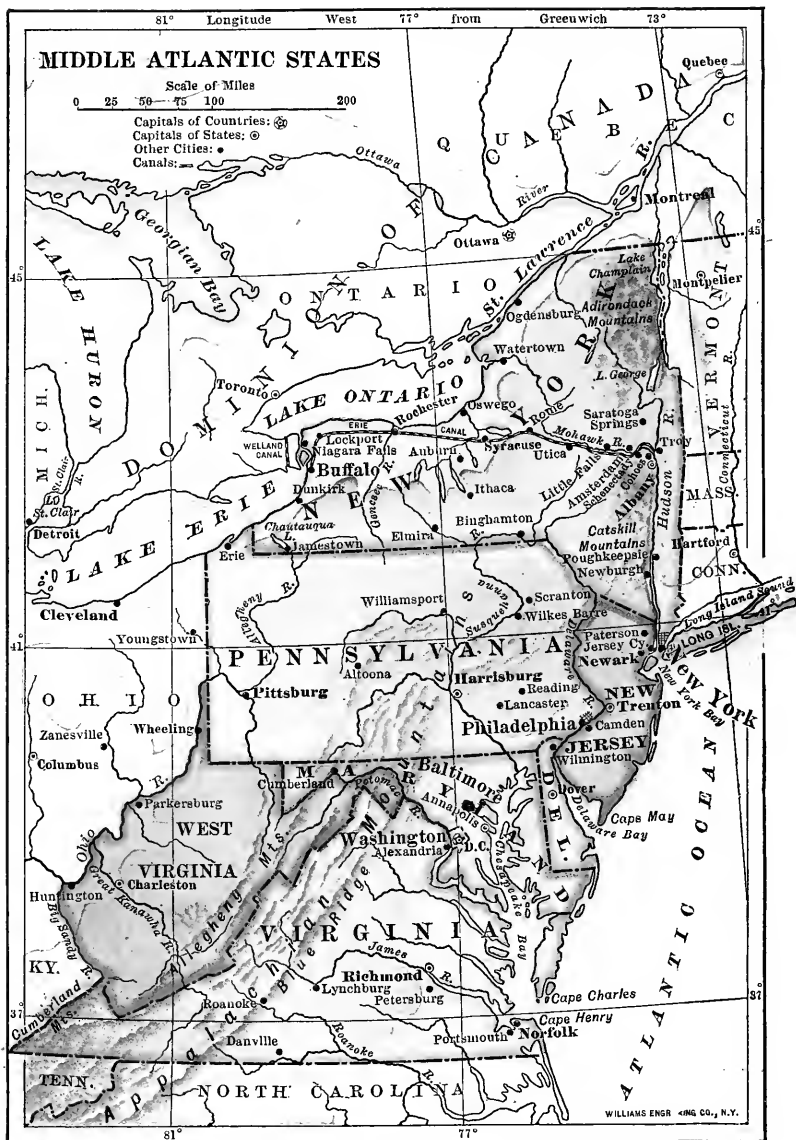 81° Longitude West 77° from Greenwich 73°
MIDDLE ATLANTIC STATES
Scale of Miles
0 25 50 75 100 200
Capitals of Countries:
Capitals of States:
Other Cities:
Canals:
Quebec
CANADA
QUEBEC
Ottawa
River
Montreal
Ottawa
St. Lawrence R.
45°
45°
Georgian Bay
LAKE HURON
DOMINION OF
ONTARIO
Lake Champlain
Montpelier
Adirondack Mountains
Ogdensburg
Watertown
VERMONT
Connecticut R.
L. George
Toronto
LAKE ONTARIO
Rochester
Oswego
Rome
Saratoga Springs
MICH.
ERIE CANAL
WELLAND CANAL
Lockport
Niagara Falls
Buffalo
Auburn
Syracuse
Utica
Mohawk R.
Troy
Little Falls
Amsterdam
Schenectady
Cohoes
Albany
Hudson R.
MASS.
St. Clair R.
L. St. Clair
Detroit
LAKE ERIE
Dunkirk
NEW YORK
Genesee R.
Ithaca
Chautauqua L.
Jamestown
Elmira
Binghamton
Catskill Mountains
Poughkeepsie
Newburgh
Hartford
CONN.
Erie
Cleveland
Allegheny R.
Williamsport
Susquehanna R.
Scranton
Wilkes Barre
Long Island Sound
LONG ISL.
41°
41°
Youngstown
PENNSYLVANIA
Delaware R.
Paterson
Jersey Cy.
Newark
New York
New York Bay
Altoona
Harrisburg
Reading
Lancaster
Pittsburg
OHIO
Wheeling
Zanesville
Columbus
NEW JERSEY
Trenton
Philadelphia
Camden
Wilmington
MARYLAND
Cumberland
Potomac R.
Baltimore
Annapolis
Dover
DEL.
Delaware Bay
Cape May
Parkersburg
WEST VIRGINIA
Ohio R.
Washington
D.C.
Alexandria
Chesapeake Bay
Huntington
Charleston
Great Kanawha R.
Big Sandy R.
Allegheny Mts.
Appalachian Mountains
Blue Ridge
VIRGINIA
KY.
James R.
Richmond
Lynchburg
Petersburg
Roanoke
Cumberland Mts.
37°
37°
Cape Charles
Cape Henry
Portsmouth
Norfolk
Danville
Roanoke R.
TENN.
NORTH CAROLINA
ATLANTIC OCEAN
WILLIAMS ENGR KING CO., N.Y.
81° 77°